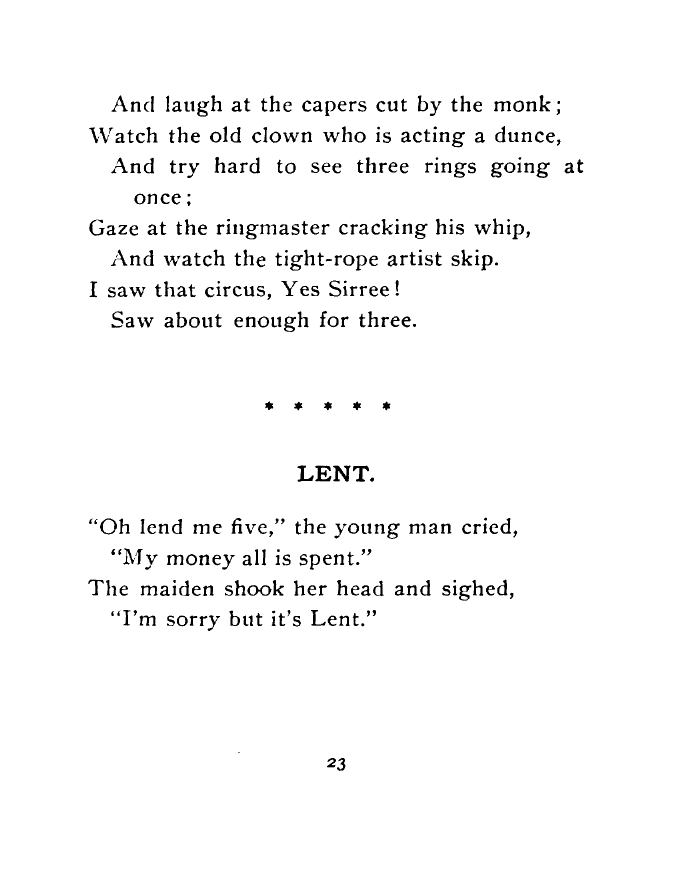 And laugh at the capers cut by the monk;
Watch the old clown who is acting a dunce,
And try hard to see three rings going at
once;
Gaze at the ringmaster cracking his whip,
And watch the tight-rope artist skip.
I saw that circus, Yes Sirree!
Saw about enough for three.
* * * * *
LENT.
“Oh lend me five,” the young man cried,
“My money all is spent.”
The maiden shook her head and sighed,
“I’m sorry but it’s Lent.”
23